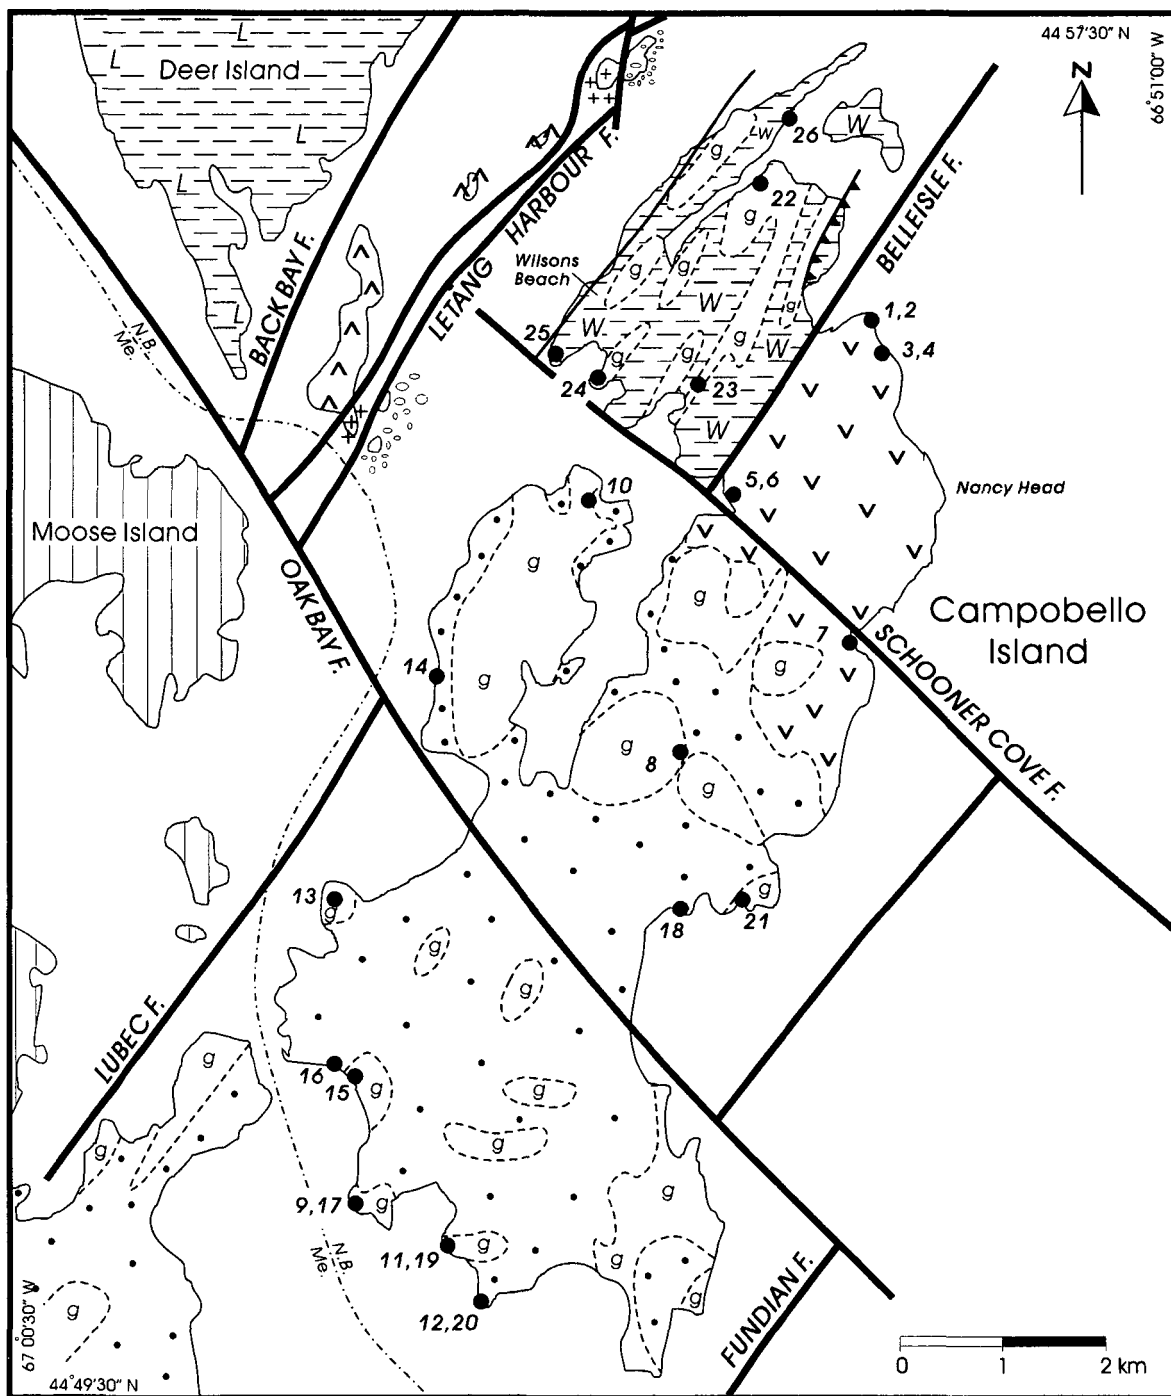 44 57'30" N
66° 51'00" W
L
L
Deer Island
L
L
L
L
L
N
W
26
W
g
22
g
LETANG HARBOUR F.
BELLEISLE F.
BACK BAY F.
Wilsons
Beach
g
g
W
g
g
W
W
1,2
3,4
N.B.
Me.
25
g
g
24
23
W
5,6
10
Nancy Head
Moose Island
g
g
OAK BAY F.
Campobello
Island
7
SCHOONER COVE F.
14
g
g
g
8
g
13
g
g
18
21
g
g
LUBEC F.
g
16
15
g
g
g
g
9,17
g
g
11,19
g
g
g
12,20
N.B.
Me.
g
FUNDIAN F.
67° 00'30" W
44° 49'30" N
0 1 2 km